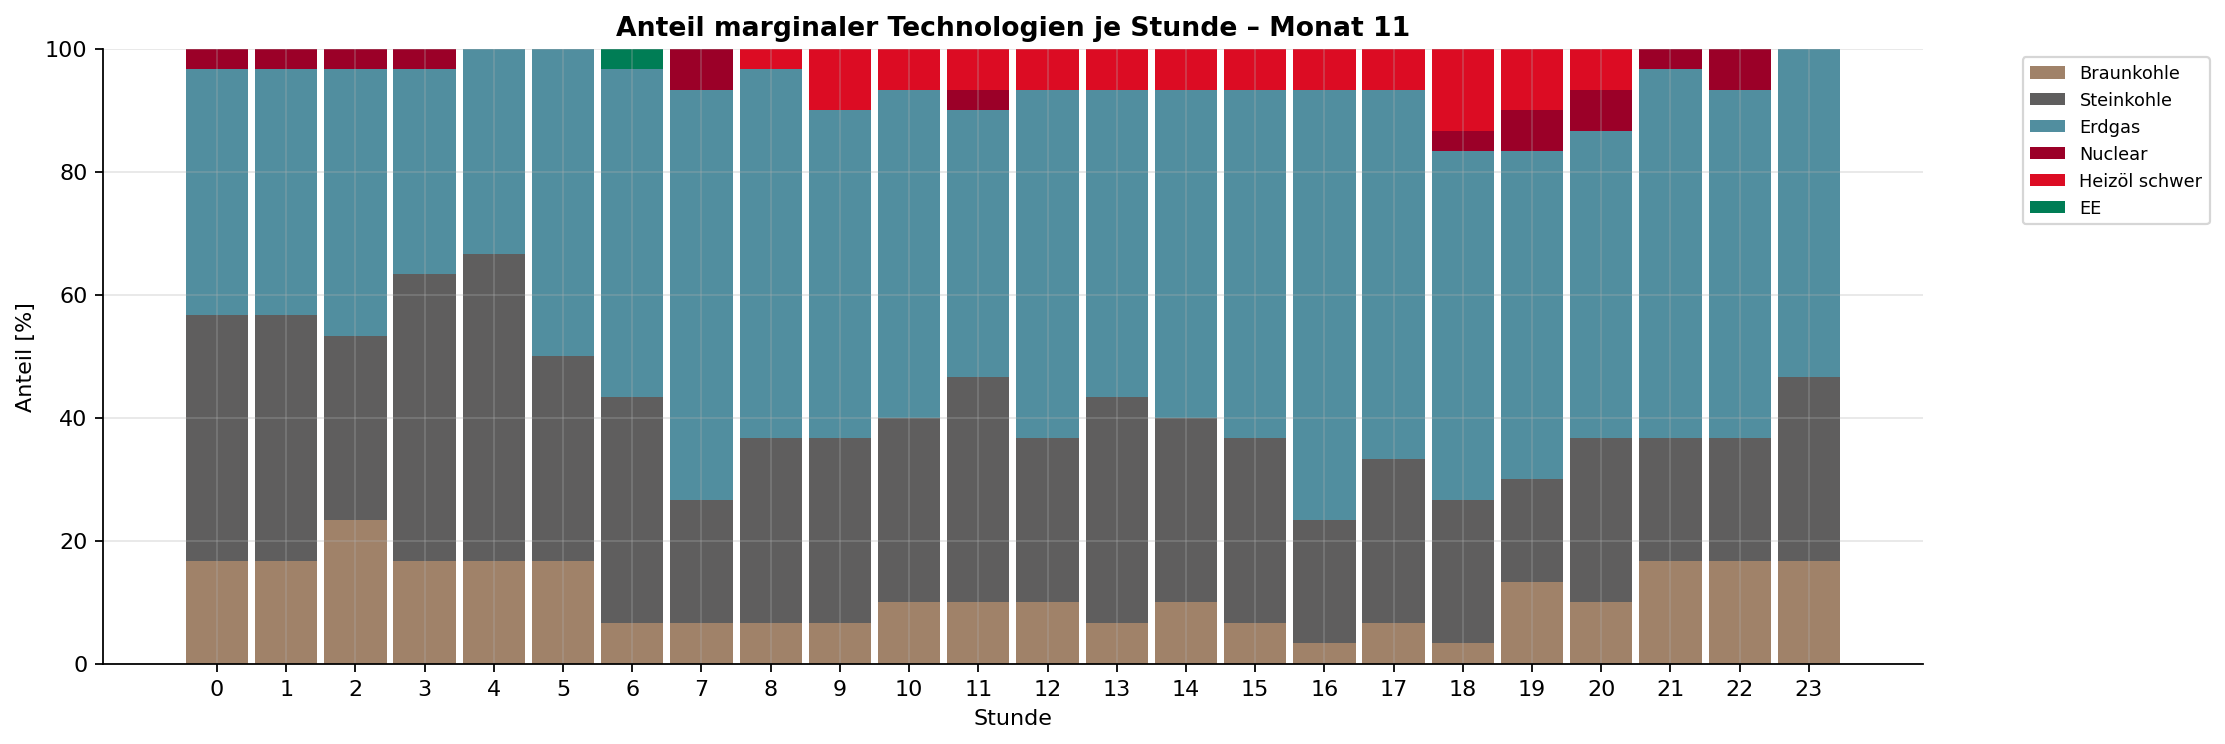 Anteil marginaler Technologien je Stunde – Monat 11
Anteil [%]
100
80
60
40
20
0
0 1 2 3 4 5 6 7 8 9 10 11 12 13 14 15 16 17 18 19 20 21 22 23
Stunde
Braunkohle
Steinkohle
Erdgas
Nuclear
Heizöl schwer
EE